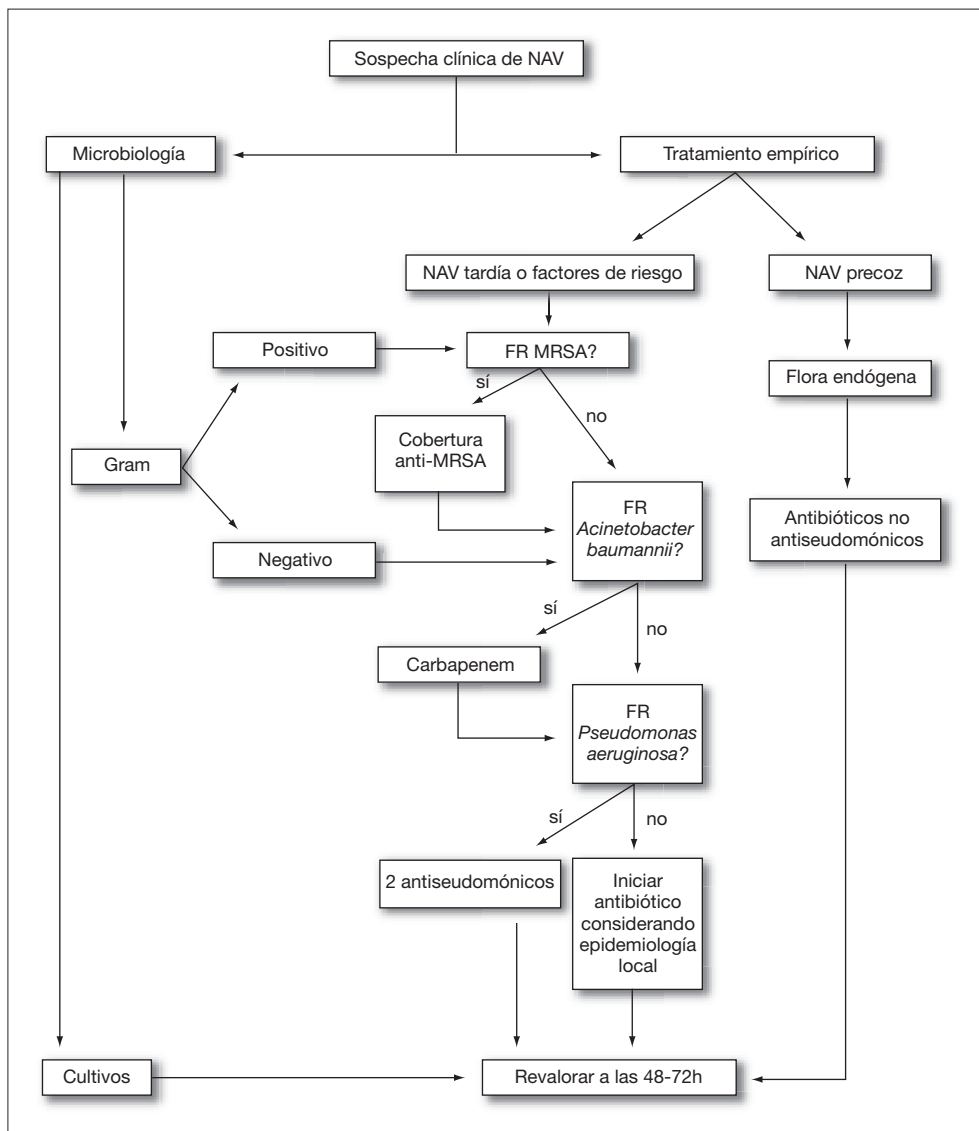 Sospecha clínica de NAV
Microbiología
Tratamiento empírico
NAV tardía o factores de riesgo
NAV precoz
Positivo
FR MRSA?
Flora endógena
sí
no
Cobertura
anti-MRSA
Gram
FR
Acinetobacter
baumannii?
Antibióticos no
antiseudomónicos
Negativo
sí
no
Carbapenem
FR
Pseudomonas
aeruginosa?
sí
no
2 antiseudomónicos
Iniciar
antibiótico
considerando
epidemiología
local
Cultivos
Revalorar a las 48-72h